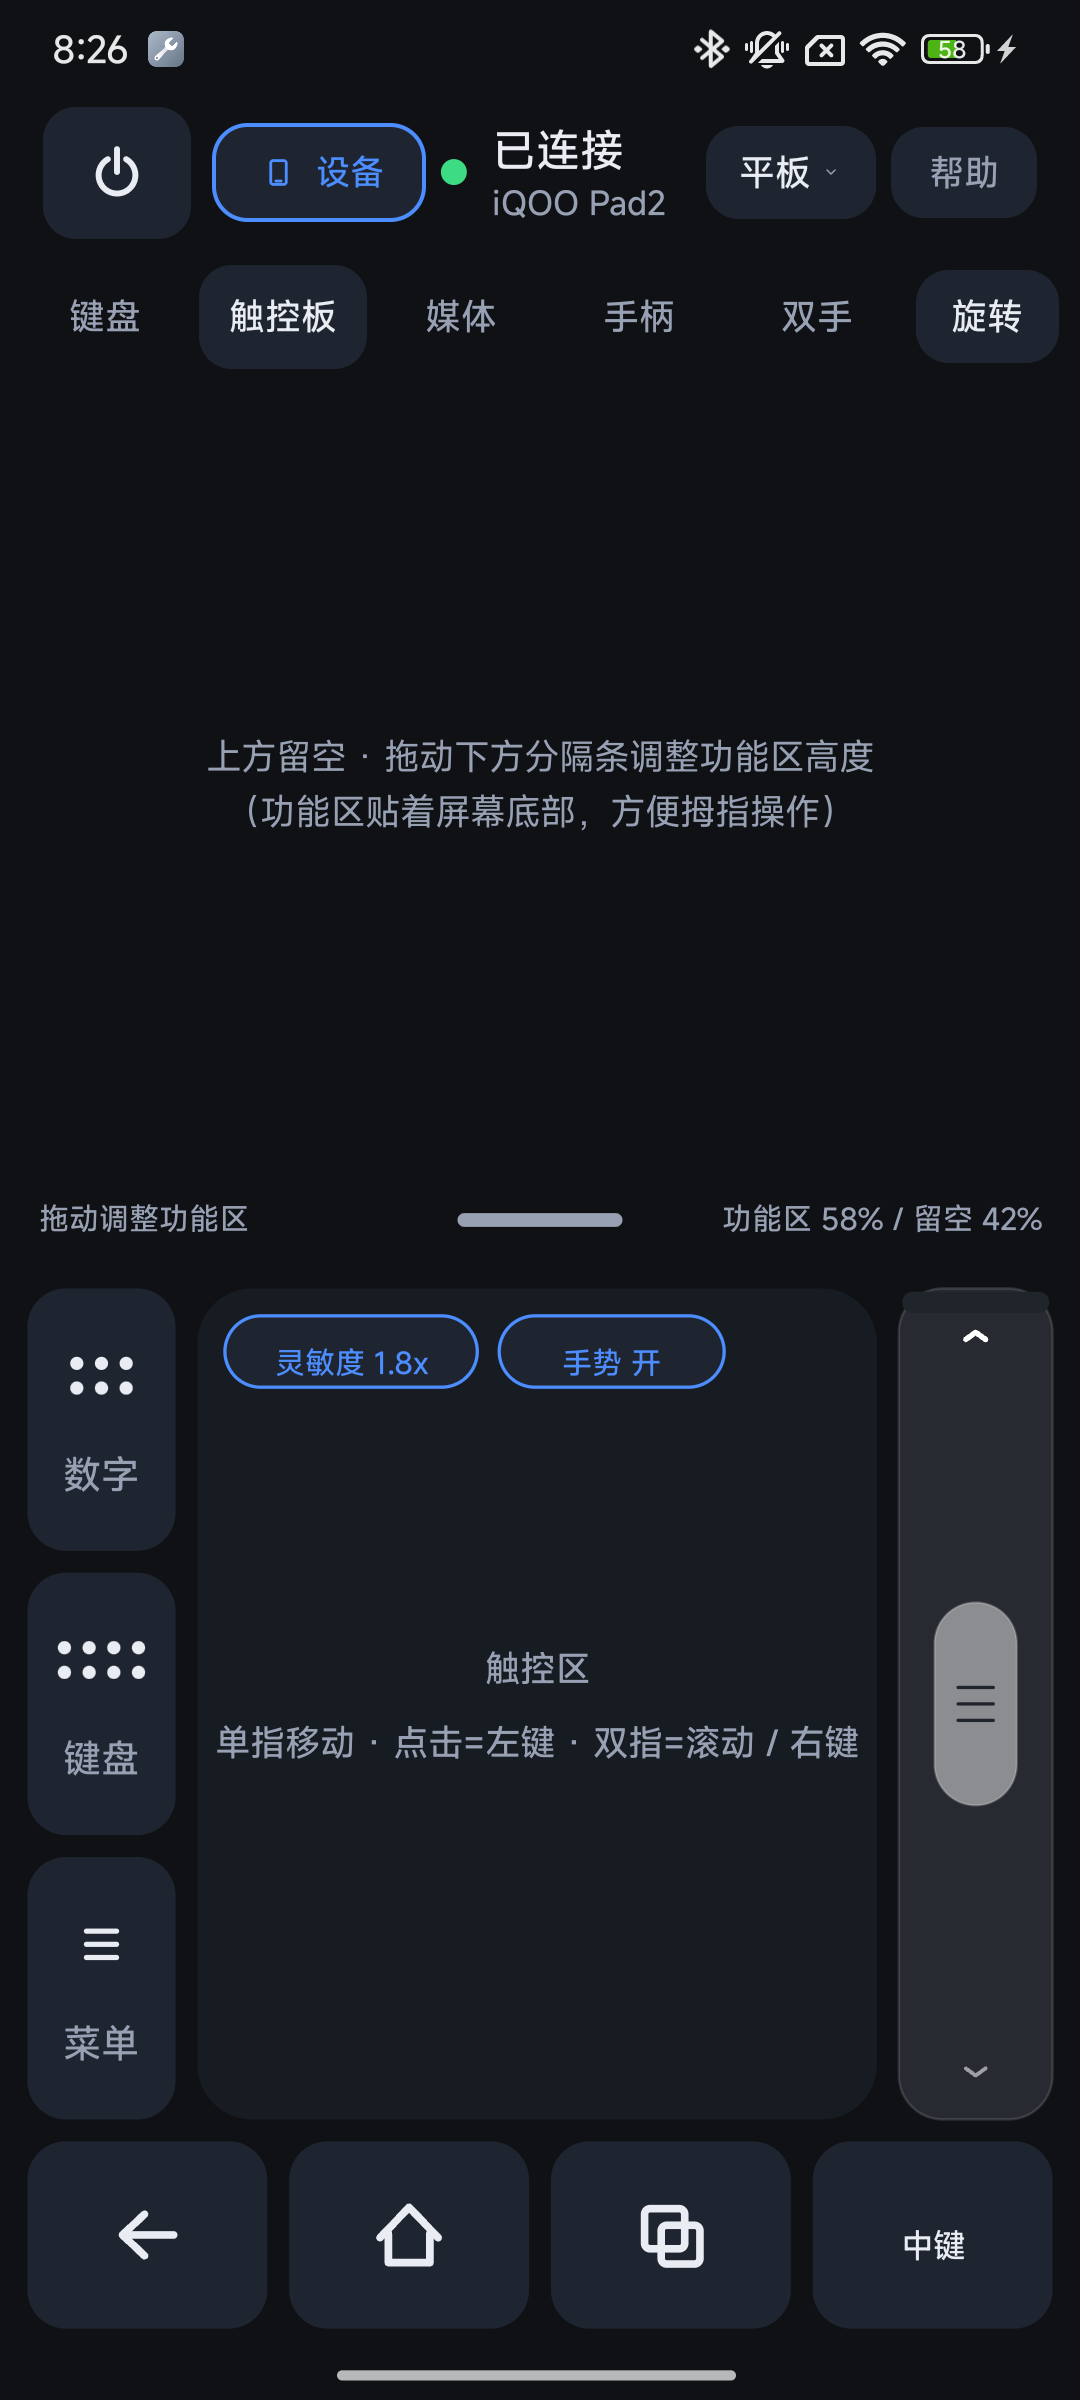 8:26
58
设备
已连接
iQOO Pad2
平板
帮助
键盘
触控板
媒体
手柄
双手
旋转
上方留空 · 拖动下方分隔条调整功能区高度
（功能区贴着屏幕底部，方便拇指操作）
拖动调整功能区
功能区 58% / 留空 42%
数字
灵敏度 1.8x
手势 开
键盘
触控区
单指移动 · 点击=左键 · 双指=滚动 / 右键
菜单
中键